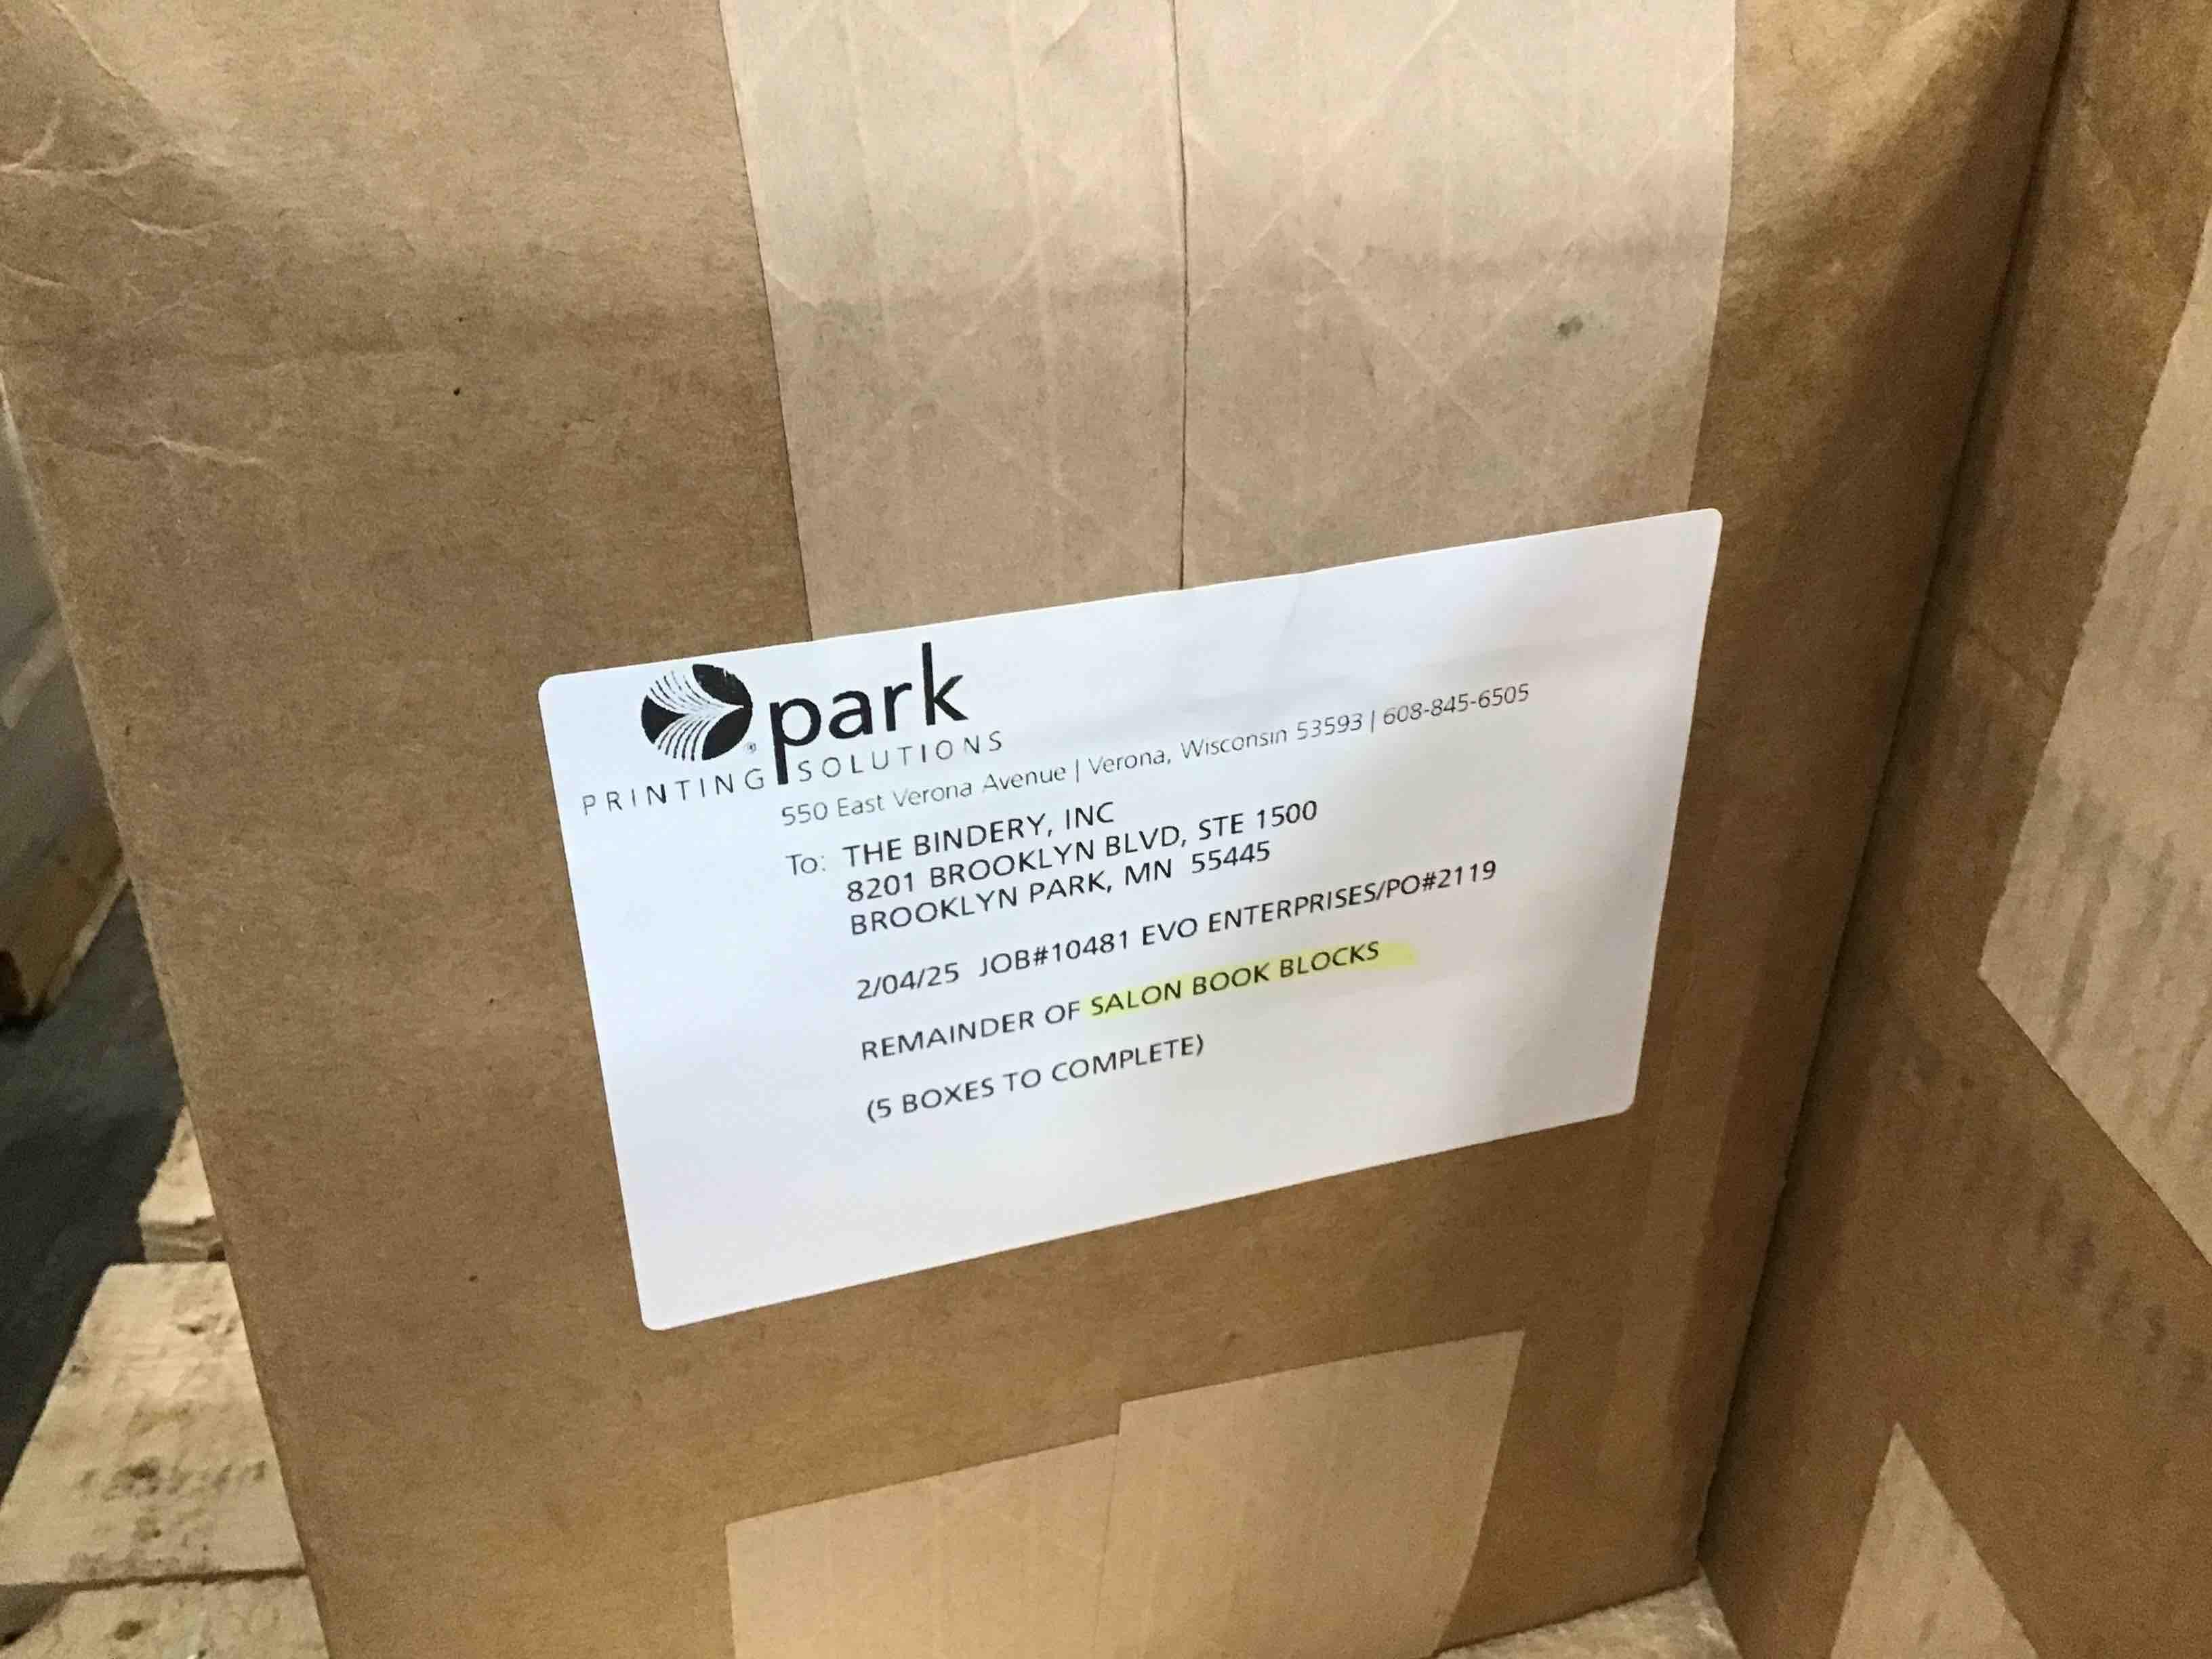 park
PRINTING SOLUTIONS
550 East Verona Avenue | Verona, Wisconsin 53593 | 608-845-6505
To: THE BINDERY, INC
8201 BROOKLYN BLVD, STE 1500
BROOKLYN PARK, MN 55445
2/04/25 JOB#10481 EVO ENTERPRISES/PO#2119
REMAINDER OF SALON BOOK BLOCKS
(5 BOXES TO COMPLETE)